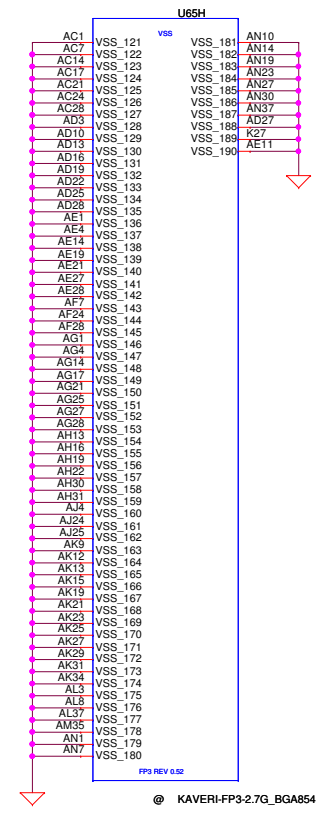 U65H
VSS
AC1 VSS_121 VSS_181 AN10
AC7 VSS_122 VSS_182 AN14
AC14 VSS_123 VSS_183 AN19
AC17 VSS_124 VSS_184 AN23
AC21 VSS_125 VSS_185 AN27
AC24 VSS_126 VSS_186 AN30
AC28 VSS_127 VSS_187 AN37
AD3 VSS_128 VSS_188 AD27
AD10 VSS_129 VSS_189 K27
AD13 VSS_130 VSS_190 AE11
AD16 VSS_131
AD19 VSS_132
AD22 VSS_133
AD25 VSS_134
AD28 VSS_135
AE1 VSS_136
AE4 VSS_137
AE14 VSS_138
AE19 VSS_139
AE21 VSS_140
AE27 VSS_141
AE28 VSS_142
AF7 VSS_143
AF24 VSS_144
AF28 VSS_145
AG1 VSS_146
AG4 VSS_147
AG14 VSS_148
AG17 VSS_149
AG21 VSS_150
AG25 VSS_151
AG27 VSS_152
AG28 VSS_153
AH13 VSS_154
AH16 VSS_155
AH19 VSS_156
AH22 VSS_157
AH30 VSS_158
AH31 VSS_159
AJ4 VSS_160
AJ24 VSS_161
AJ25 VSS_162
AK9 VSS_163
AK12 VSS_164
AK13 VSS_165
AK15 VSS_166
AK19 VSS_167
AK21 VSS_168
AK23 VSS_169
AK25 VSS_170
AK27 VSS_171
AK29 VSS_172
AK31 VSS_173
AK34 VSS_174
AL3 VSS_175
AL8 VSS_176
AL37 VSS_177
AM35 VSS_178
AN1 VSS_179
AN7 VSS_180
FP3 REV 0.52
@ KAVERI-FP3-2.7G_BGA854